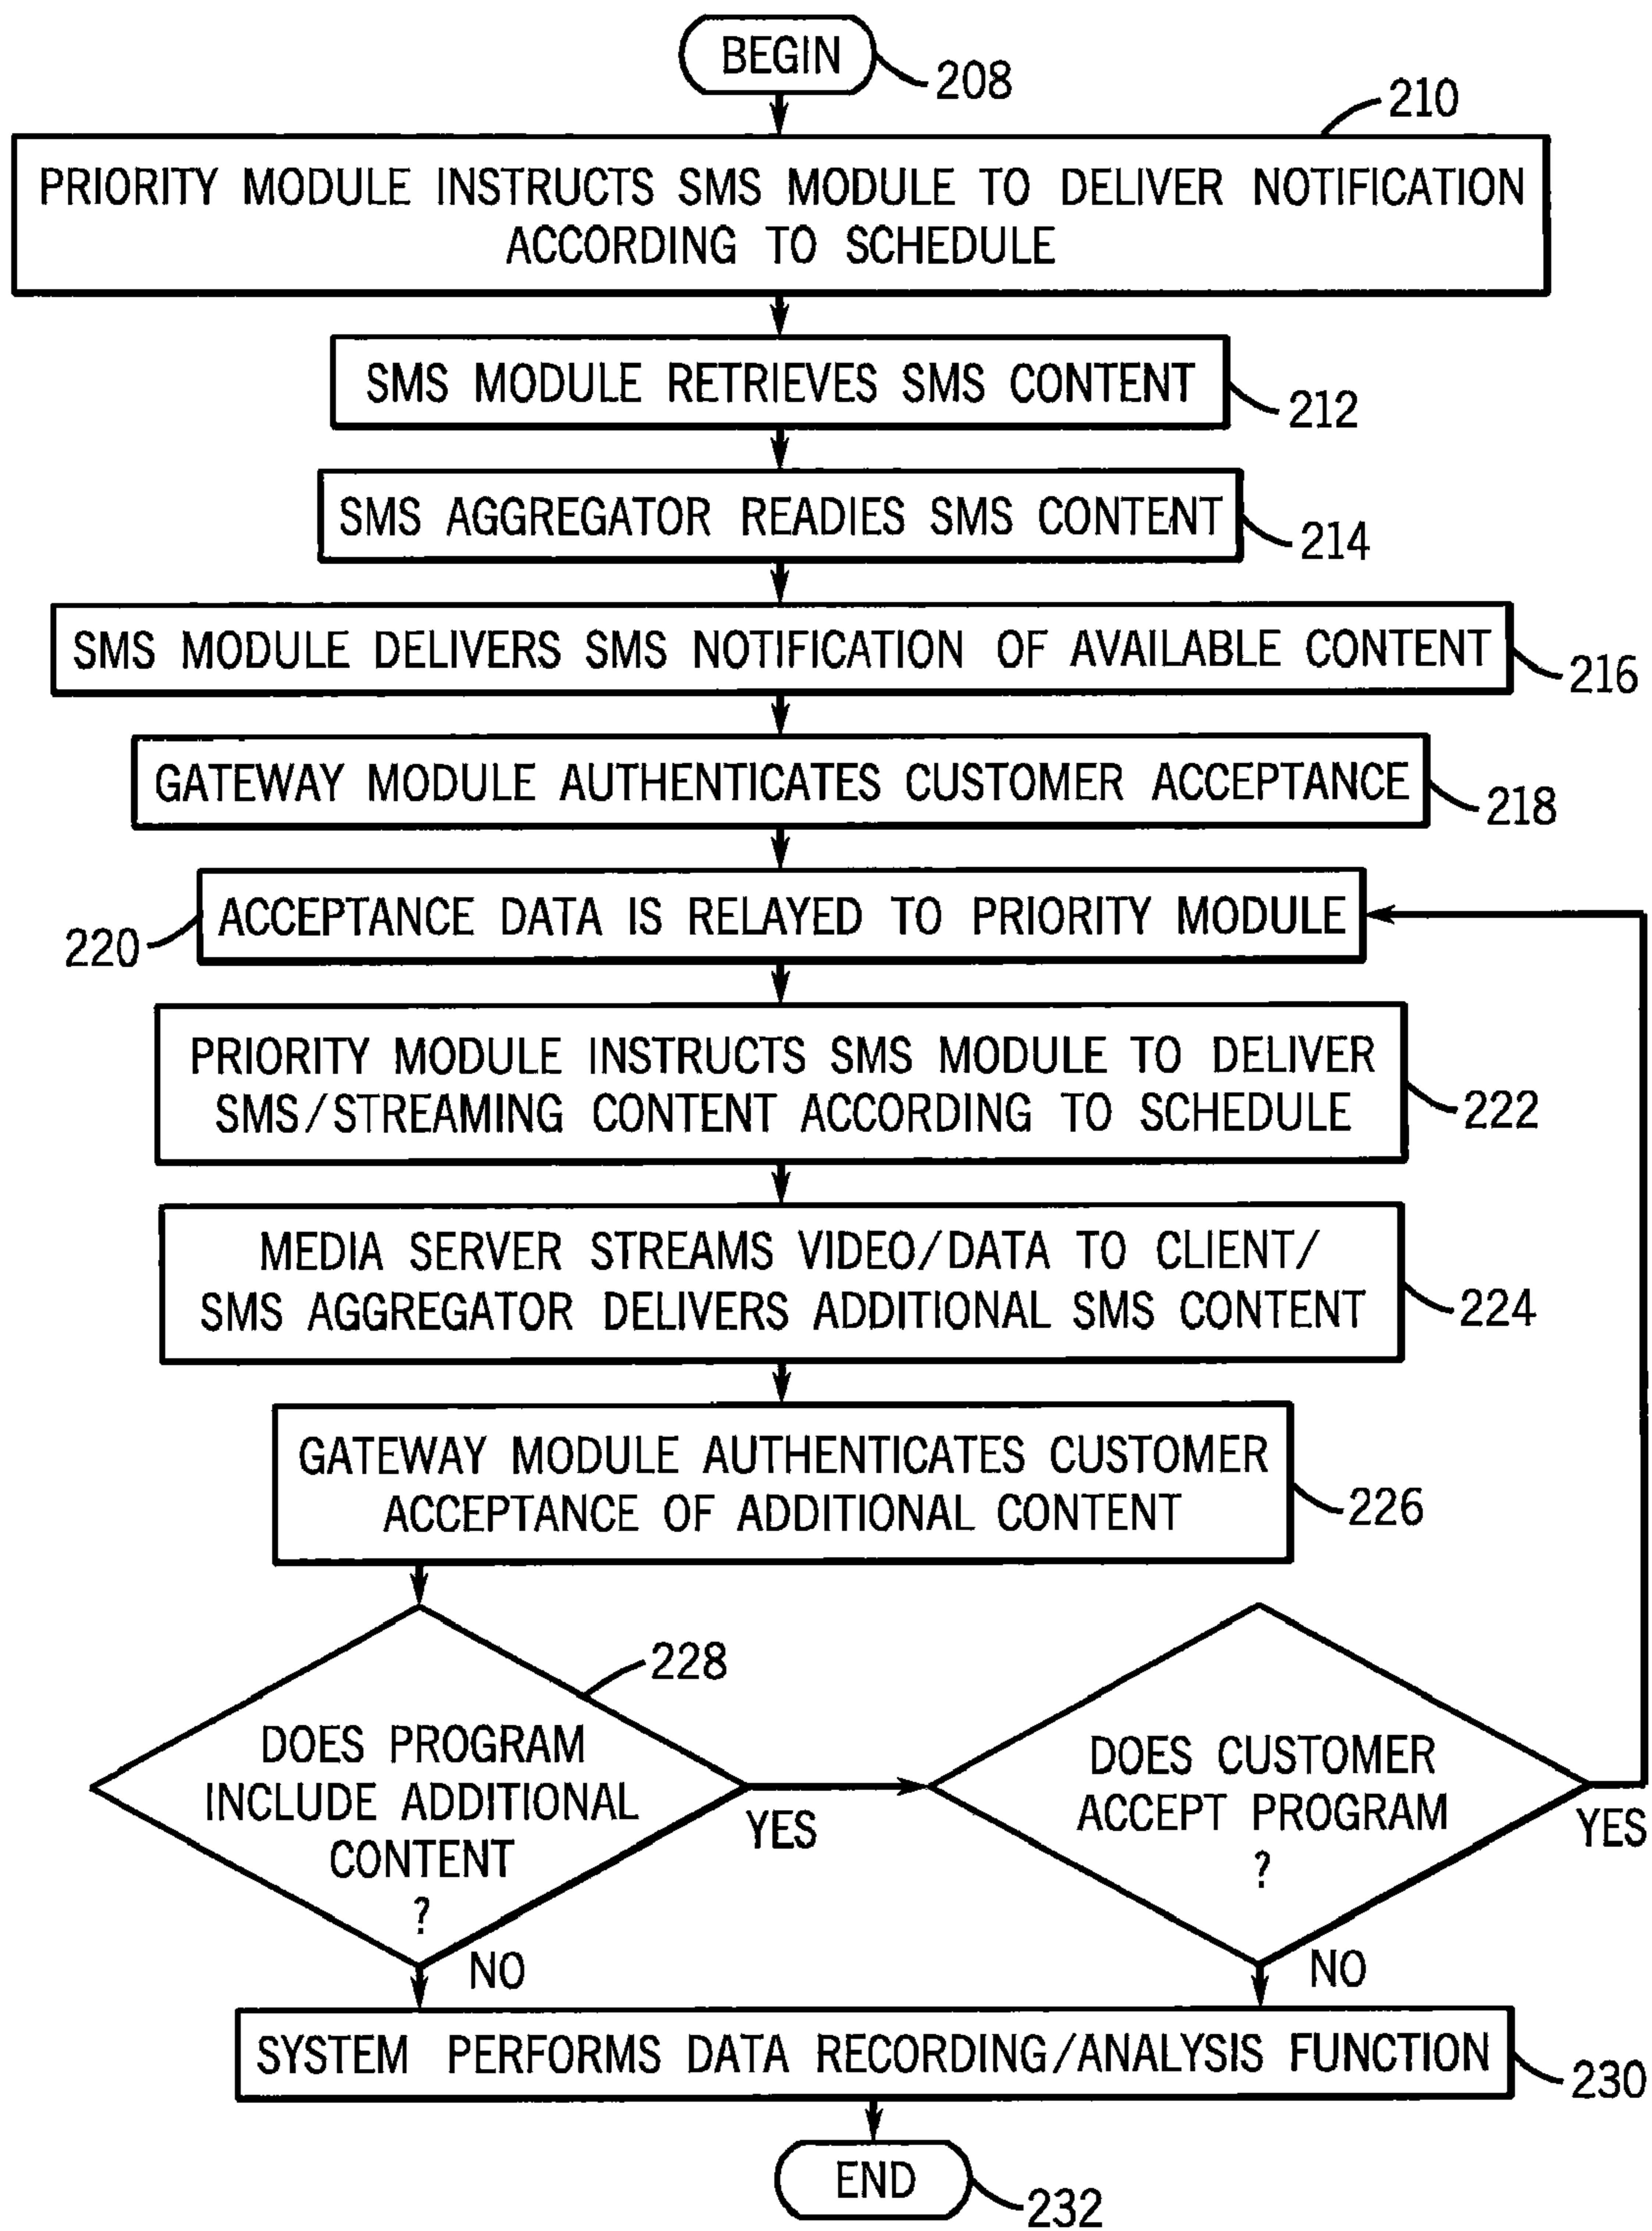 BEGIN
208
210
PRIORITY MODULE INSTRUCTS SMS MODULE TO DELIVER NOTIFICATION
ACCORDING TO SCHEDULE
SMS MODULE RETRIEVES SMS CONTENT
212
SMS AGGREGATOR READIES SMS CONTENT
214
SMS MODULE DELIVERS SMS NOTIFICATION OF AVAILABLE CONTENT
216
GATEWAY MODULE AUTHENTICATES CUSTOMER ACCEPTANCE
218
ACCEPTANCE DATA IS RELAYED TO PRIORITY MODULE
220
PRIORITY MODULE INSTRUCTS SMS MODULE TO DELIVER
SMS/STREAMING CONTENT ACCORDING TO SCHEDULE
222
MEDIA SERVER STREAMS VIDEO/DATA TO CLIENT/
SMS AGGREGATOR DELIVERS ADDITIONAL SMS CONTENT
224
GATEWAY MODULE AUTHENTICATES CUSTOMER
ACCEPTANCE OF ADDITIONAL CONTENT
226
228
DOES PROGRAM
INCLUDE ADDITIONAL
CONTENT
?
YES
NO
DOES CUSTOMER
ACCEPT PROGRAM
?
YES
NO
SYSTEM PERFORMS DATA RECORDING/ANALYSIS FUNCTION
230
END
232